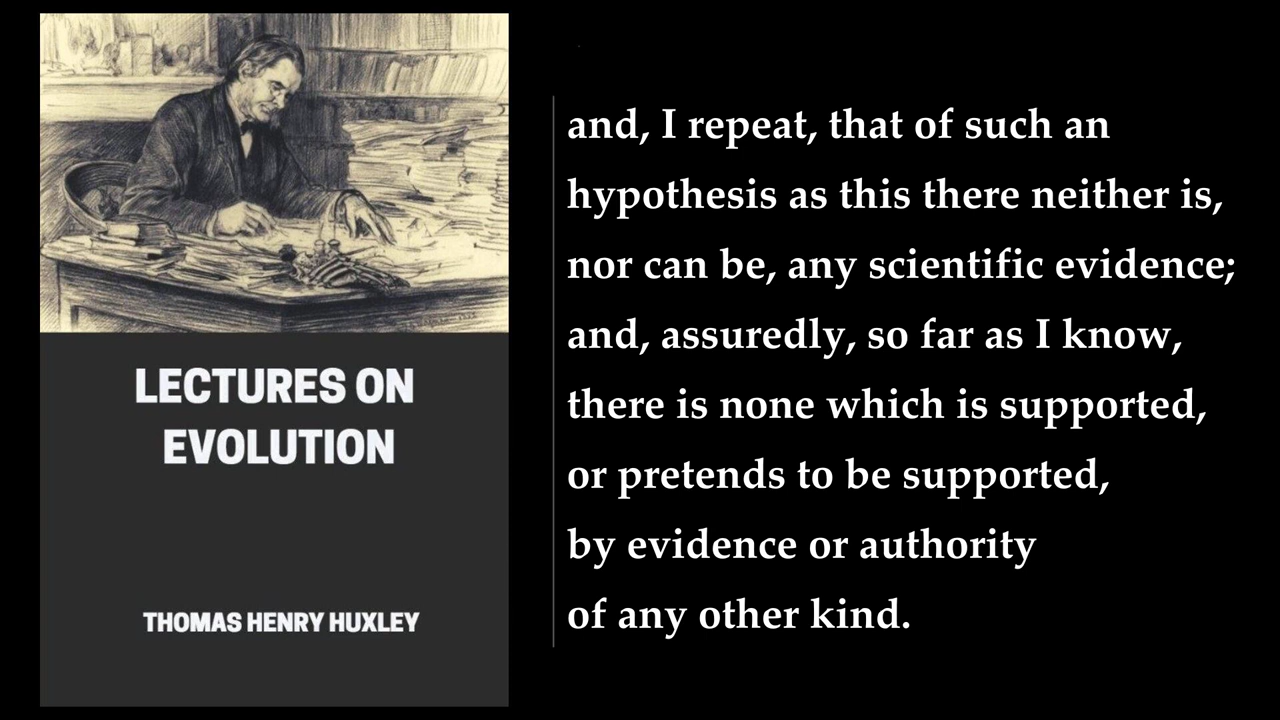 LECTURES ON
EVOLUTION
THOMAS HENRY HUXLEY
and, I repeat, that of such an
hypothesis as this there neither is,
nor can be, any scientific evidence;
and, assuredly, so far as I know,
there is none which is supported,
or pretends to be supported,
by evidence or authority
of any other kind.